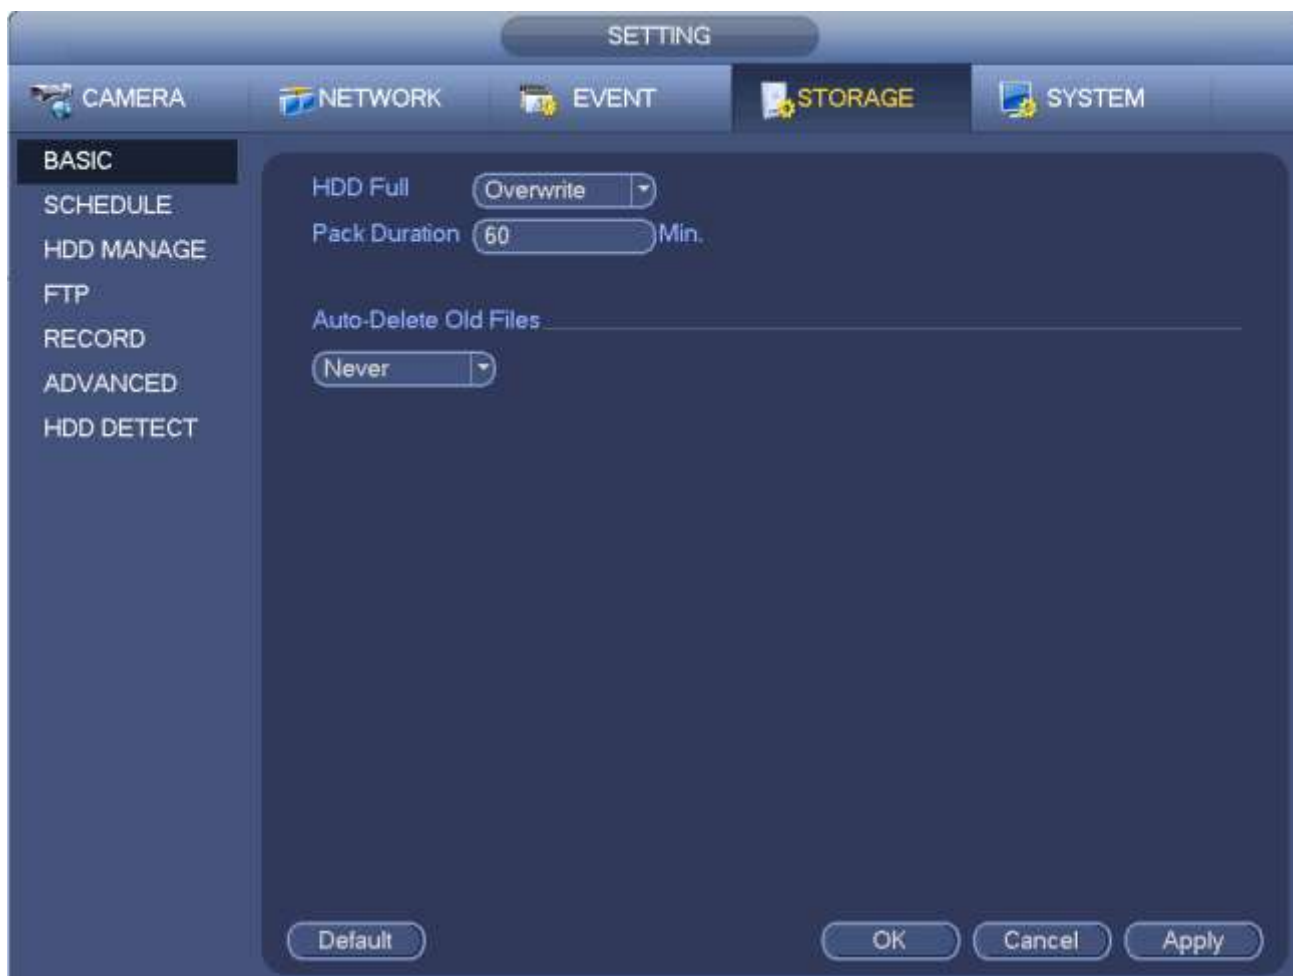 SETTING
CAMERA NETWORK EVENT STORAGE SYSTEM
BASIC
SCHEDULE
HDD MANAGE
FTP
RECORD
ADVANCED
HDD DETECT
HDD Full Overwrite
Pack Duration 60 Min.
Auto-Delete Old Files
Never
Default OK Cancel Apply